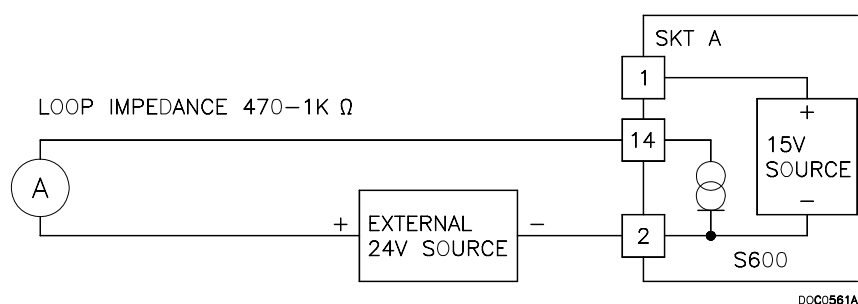 SKT A
1
LOOP IMPEDANCE 470-1K Ω
+
14
15V
SOURCE
A
-
+
EXTERNAL
24V SOURCE
-
2
S600
DOC0561A